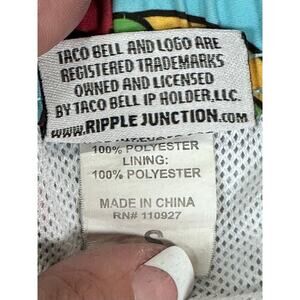 TACO BELL AND LOGO ARE
REGISTERED TRADEMARKS
OWNED AND LICENSED
BY TACO BELL IP HOLDER, LLC.
WWW.RIPPLE JUNCTION.COM
100% POLYESTER
LINING:
100% POLYESTER
MADE IN CHINA
RN# 110927
S